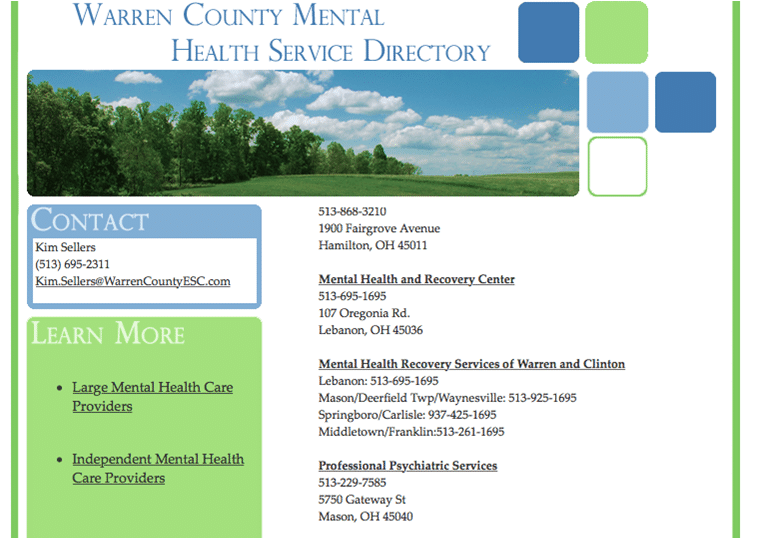 Warren County Mental
Health Service Directory
Contact
Kim Sellers
(513) 695-2311
Kim.Sellers@WarrenCountyESC.com
Learn More
• Large Mental Health Care
Providers
• Independent Mental Health
Care Providers
513-868-3210
1900 Fairgrove Avenue
Hamilton, OH 45011
Mental Health and Recovery Center
513-695-1695
107 Oregonia Rd.
Lebanon, OH 45036
Mental Health Recovery Services of Warren and Clinton
Lebanon: 513-695-1695
Mason/Deerfield Twp/Waynesville: 513-925-1695
Springboro/Carlisle: 937-425-1695
Middletown/Franklin:513-261-1695
Professional Psychiatric Services
513-229-7585
5750 Gateway St
Mason, OH 45040